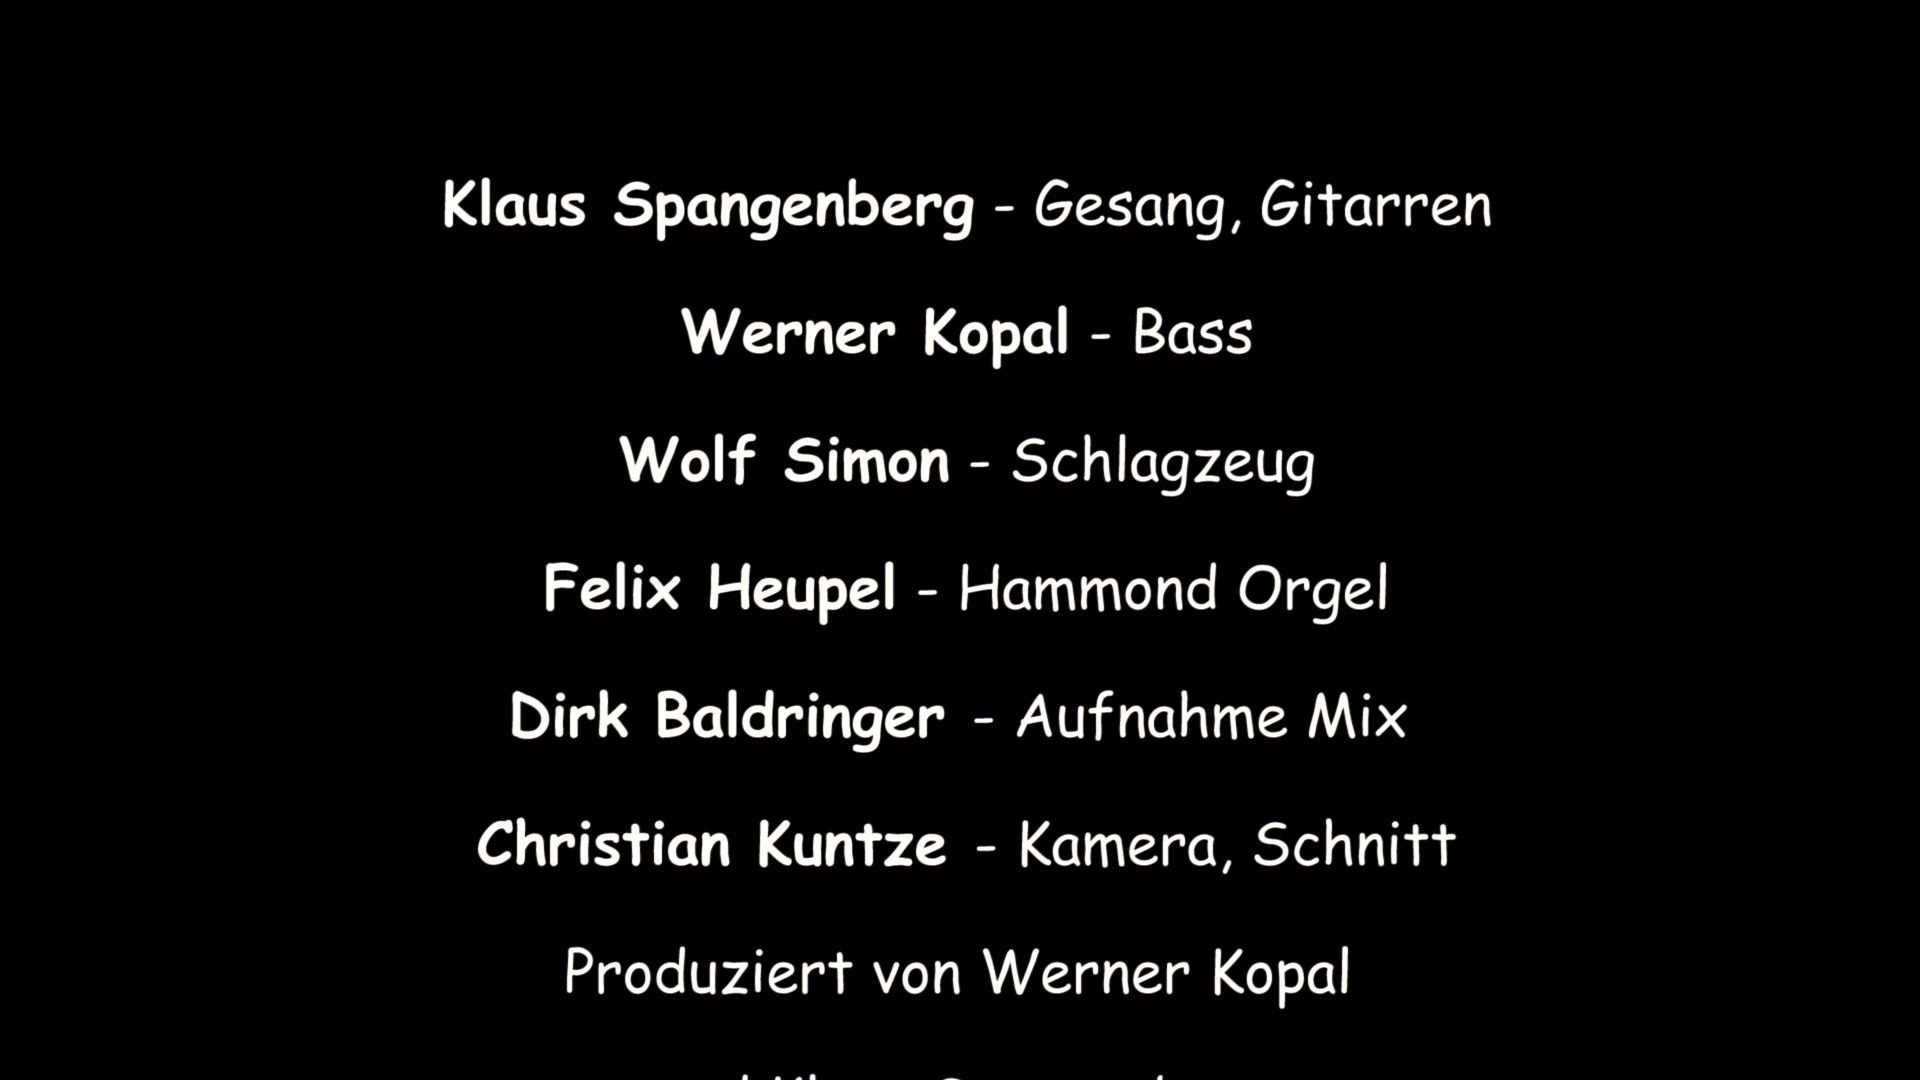 Klaus Spangenberg - Gesang, Gitarren
Werner Kopal - Bass
Wolf Simon - Schlagzeug
Felix Heupel - Hammond Orgel
Dirk Baldringer - Aufnahme Mix
Christian Kuntze - Kamera, Schnitt
Produziert von Werner Kopal